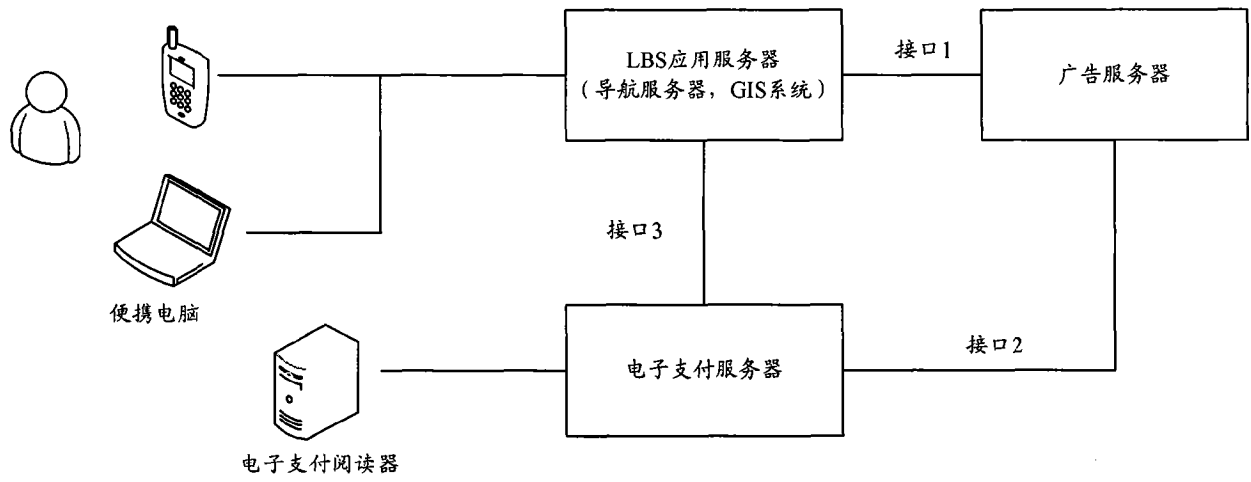 LBS应用服务器
（导航服务器，GIS系统）
接口1
广告服务器
接口3
便携电脑
电子支付服务器
接口2
电子支付阅读器